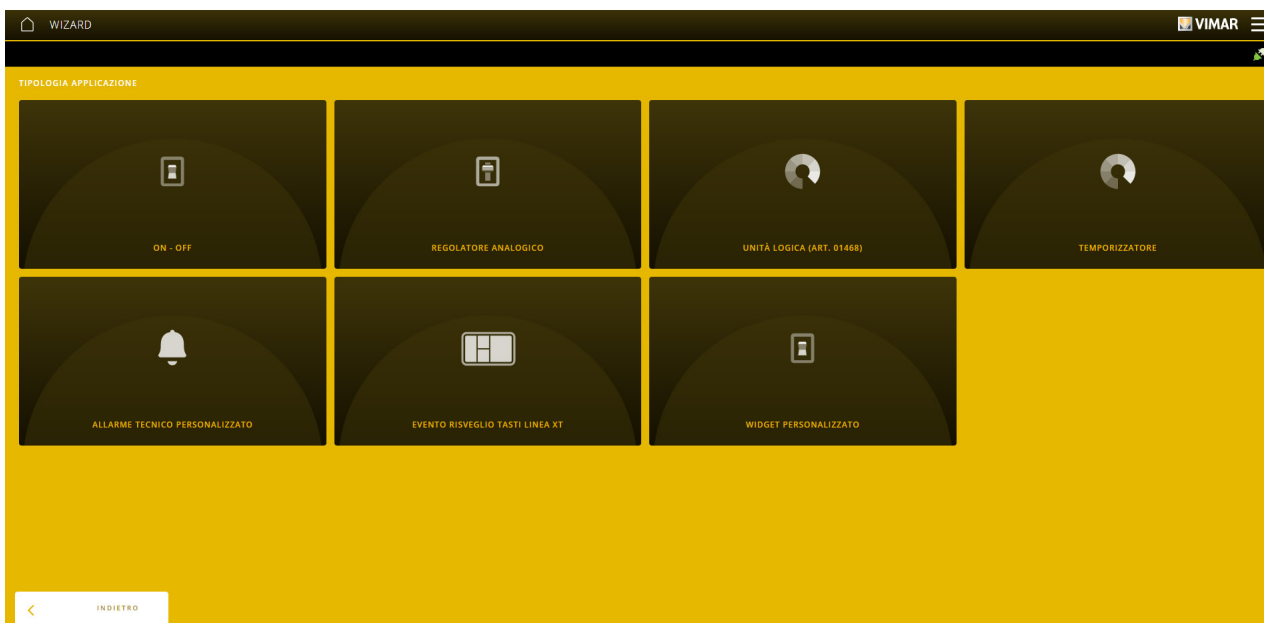 WIZARD
VIMAR
TIPOLOGIA APPLICAZIONE
ON - OFF
REGOLATORE ANALOGICO
UNITÀ LOGICA (ART. 01468)
TEMPORIZZATORE
ALLARME TECNICO PERSONALIZZATO
EVENTO RISVEGLIO TASTI LINEA XT
WIDGET PERSONALIZZATO
INDIETRO